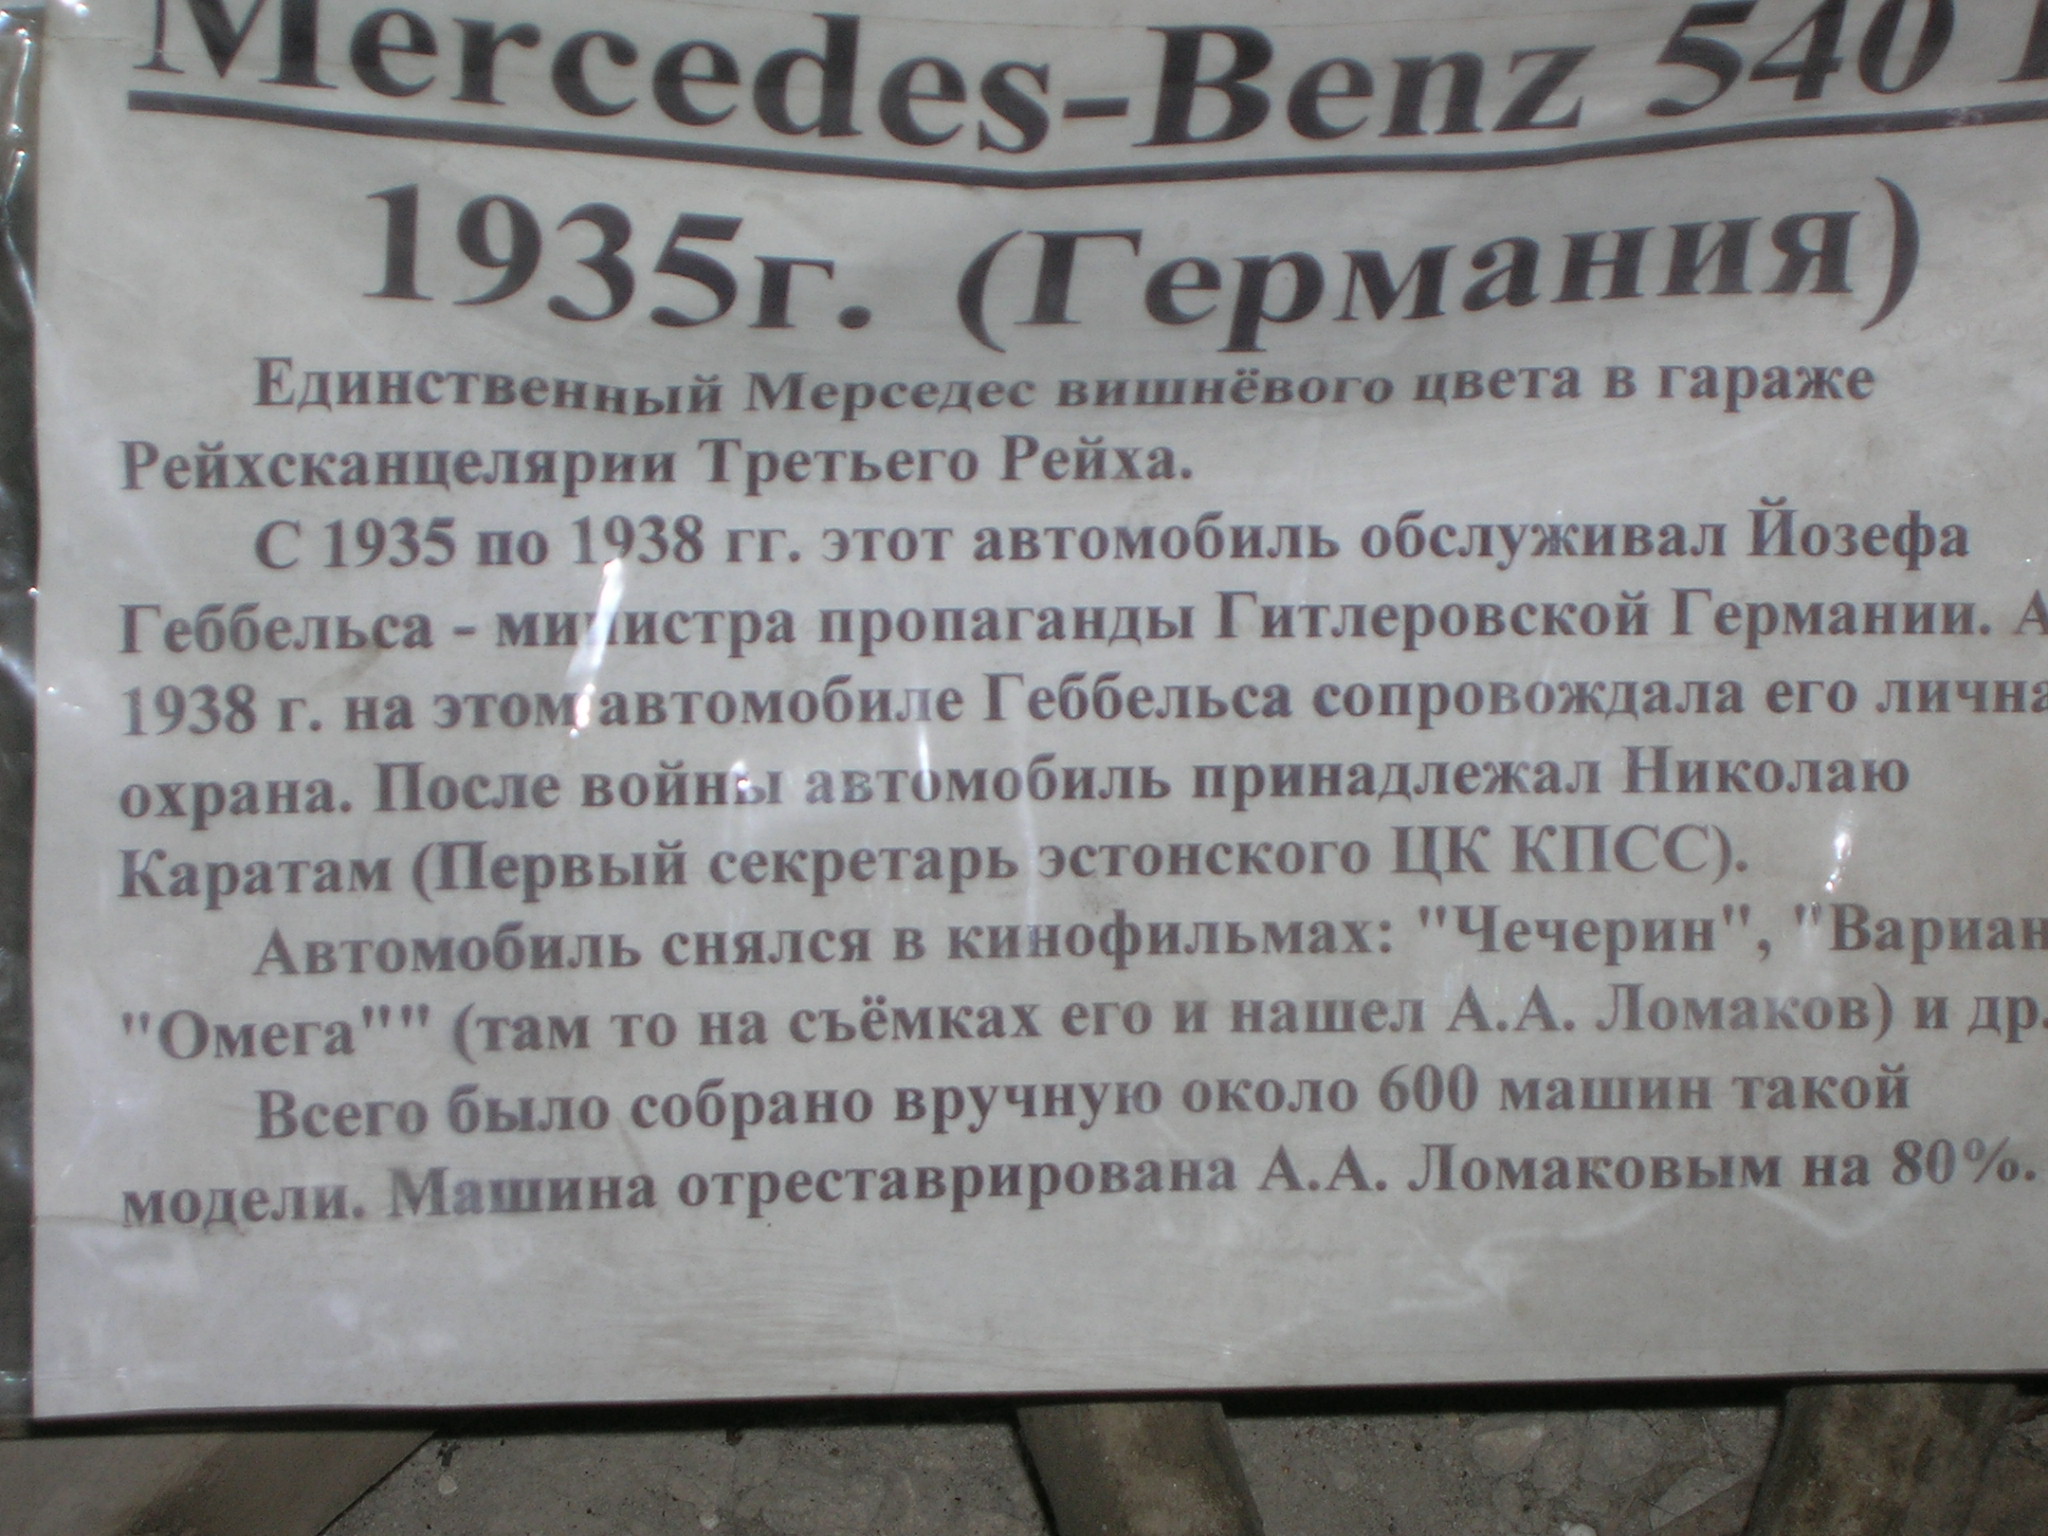 Mercedes-Benz 540
1935г. (Германия)
Единственный Мерседес вишнёвого цвета в гараже
Рейхсканцелярии Третьего Рейха.
С 1935 по 1938 гг. этот автомобиль обслуживал Йозефа
Геббельса - министра пропаганды Гитлеровской Германии. А
1938 г. на этом автомобиле Геббельса сопровождала его лична
охрана. После войны автомобиль принадлежал Николаю
Каратам (Первый секретарь эстонского ЦК КПСС).
Автомобиль снялся в кинофильмах: "Чечерин", "Вариан
"Омега"" (там то на съёмках его и нашел А.А. Ломаков) и др.
Всего было собрано вручную около 600 машин такой
модели. Машина отреставрирована А.А. Ломаковым на 80%.